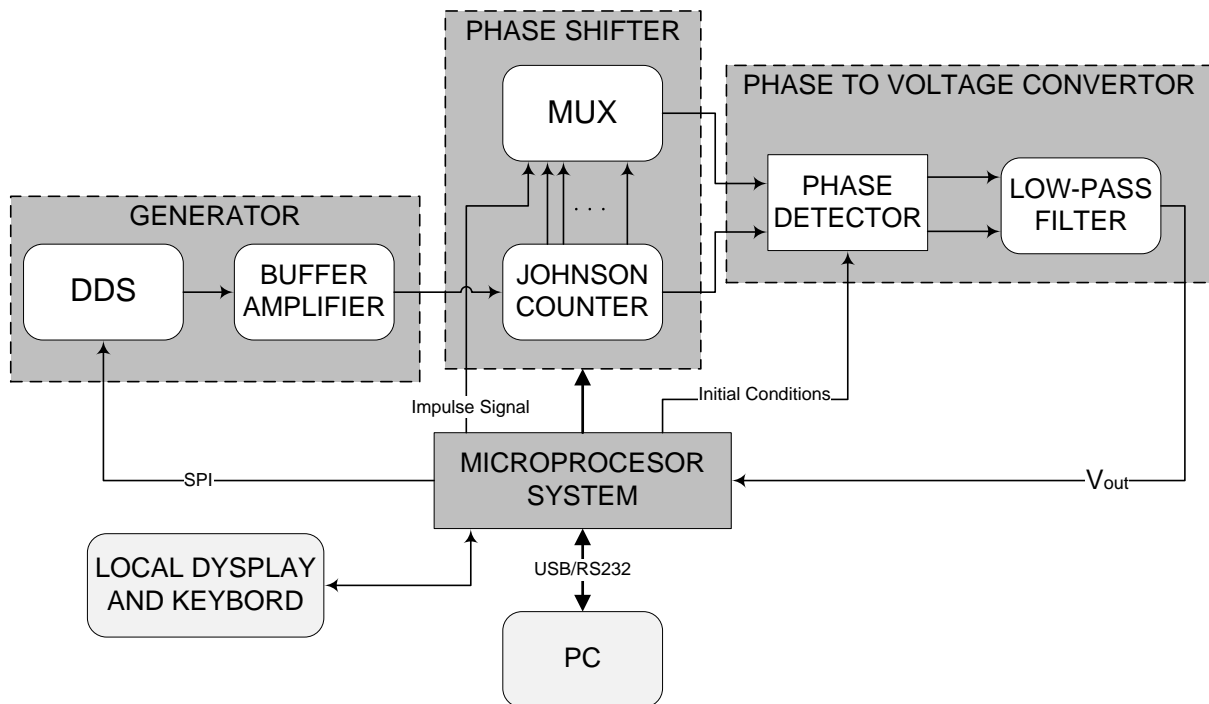 PHASE SHIFTER
MUX
. . .
JOHNSON
COUNTER
PHASE TO VOLTAGE CONVERTOR
PHASE
DETECTOR
LOW-PASS
FILTER
GENERATOR
DDS
BUFFER
AMPLIFIER
Impulse Signal
Initial Conditions
SPI
MICROPROCESOR
SYSTEM
Vout
LOCAL DYSPLAY
AND KEYBORD
USB/RS232
PC